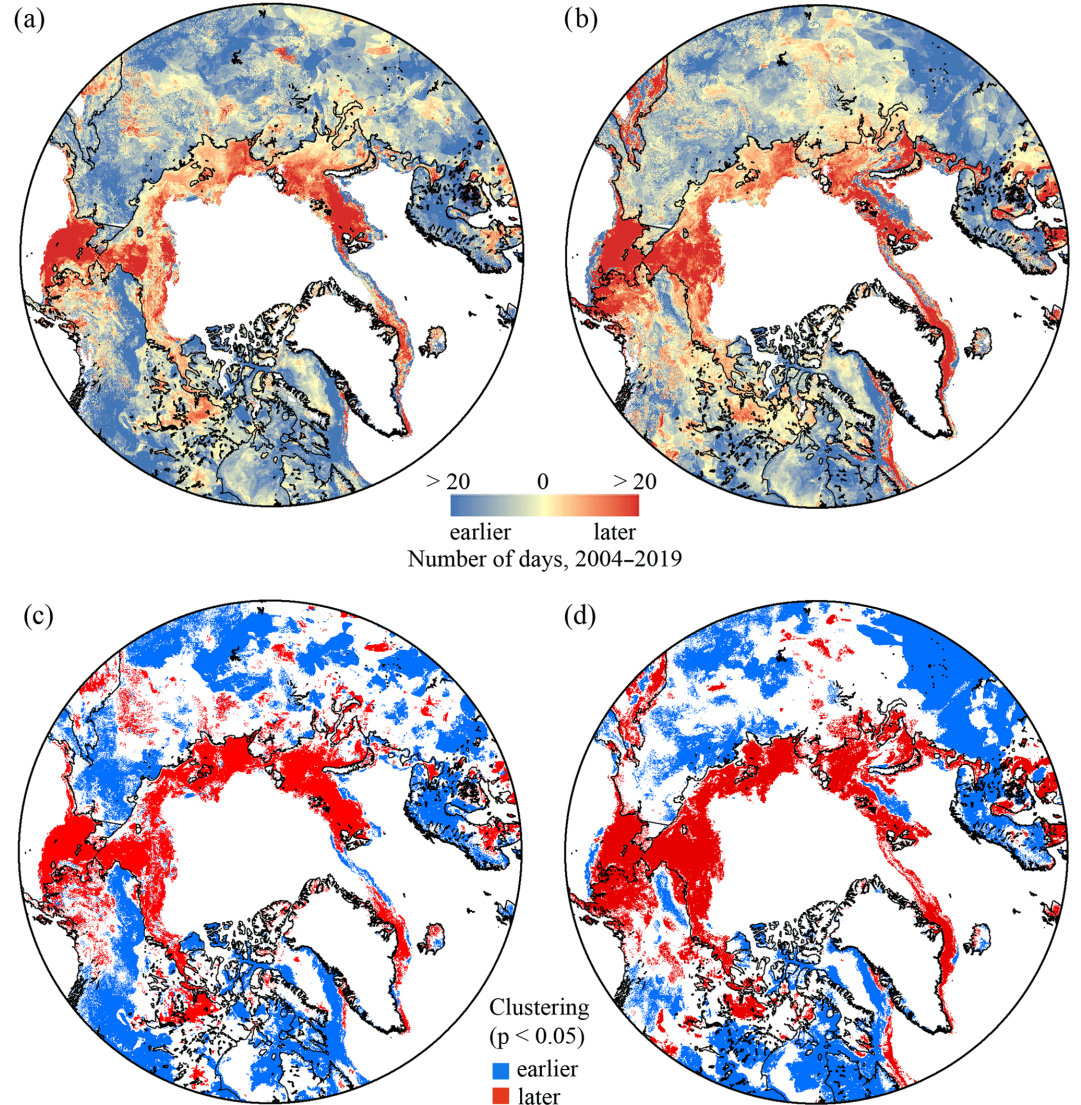 (a)
(b)
> 20 0 > 20
earlier later
Number of days, 2004–2019
(c)
(d)
Clustering
(p < 0.05)
earlier
later